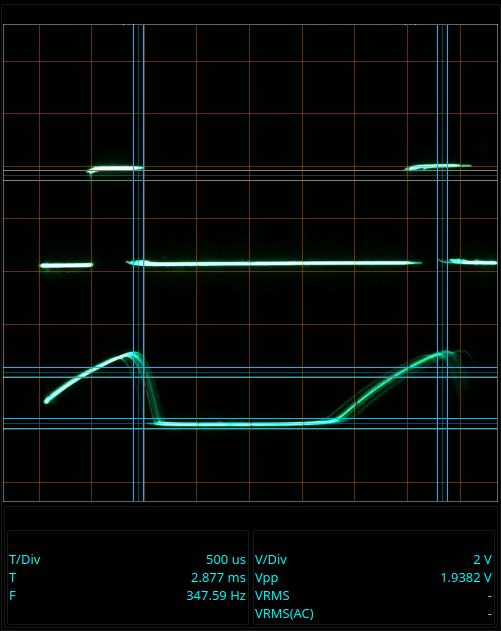 T/Div 500 us V/Div 2 V
T 2.877 ms Vpp 1.9382 V
F 347.59 Hz VRMS -
VRMS(AC) -